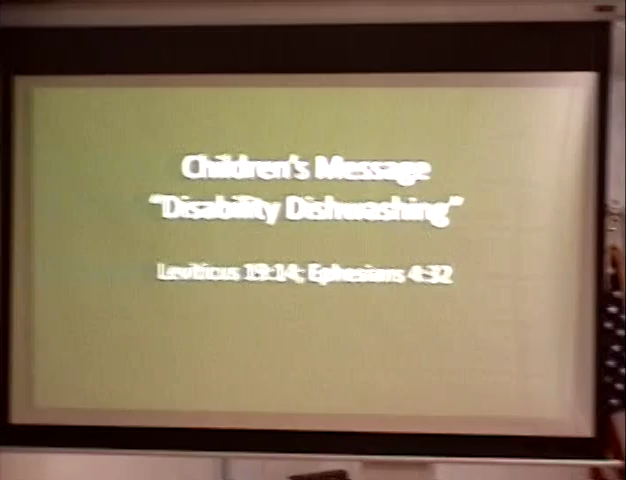 Children's Message
“Disability Dishwashing”
Leviticus 19:14; Ephesians 4:32